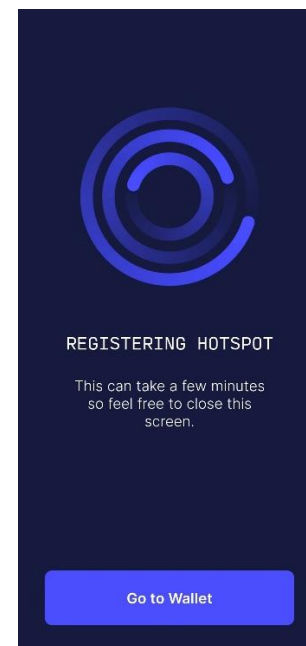 REGISTERING HOTSPOT
This can take a few minutes
so feel free to close this
screen.
Go to Wallet